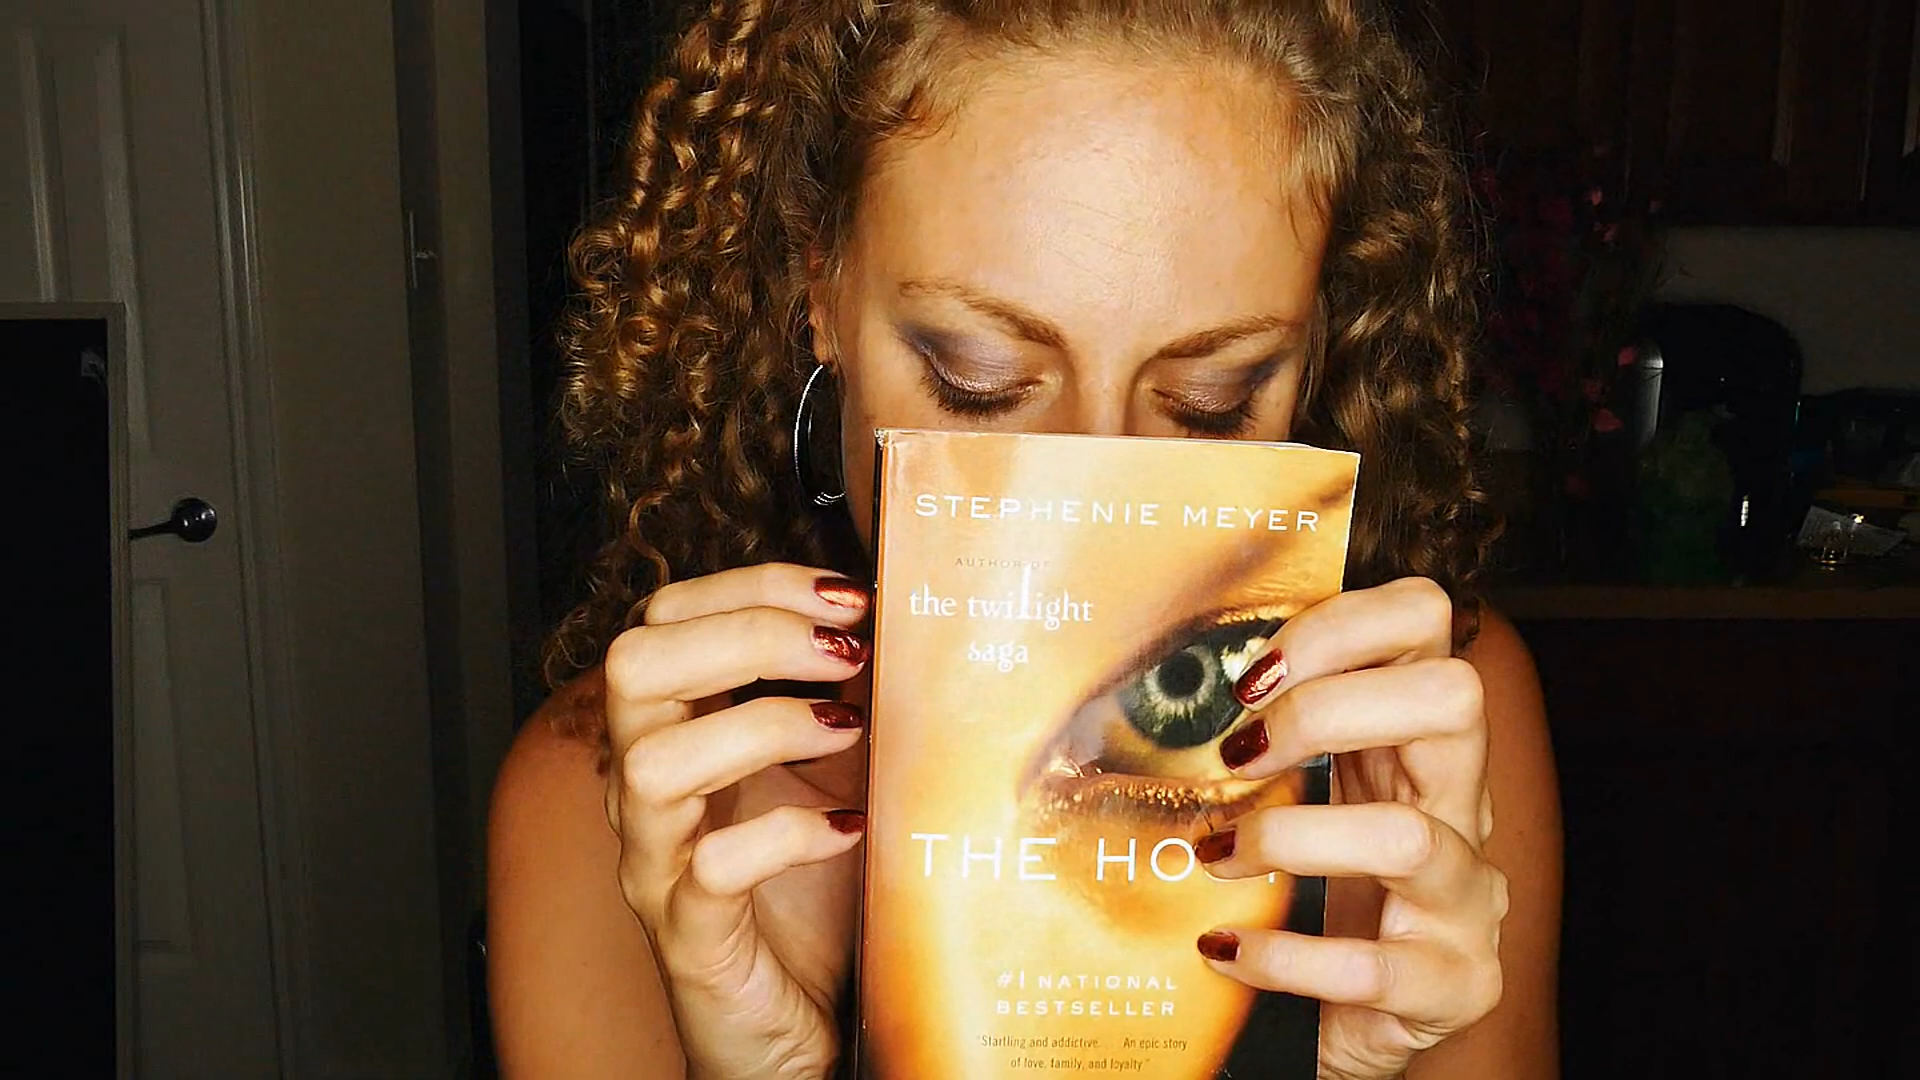 STEPHENIE MEYER
AUTHOR OF
the twilight
saga
THE HO
#1 NATIONAL
BESTSELLER
"Startling and addictive.... An epic story
of love, family, and loyalty."